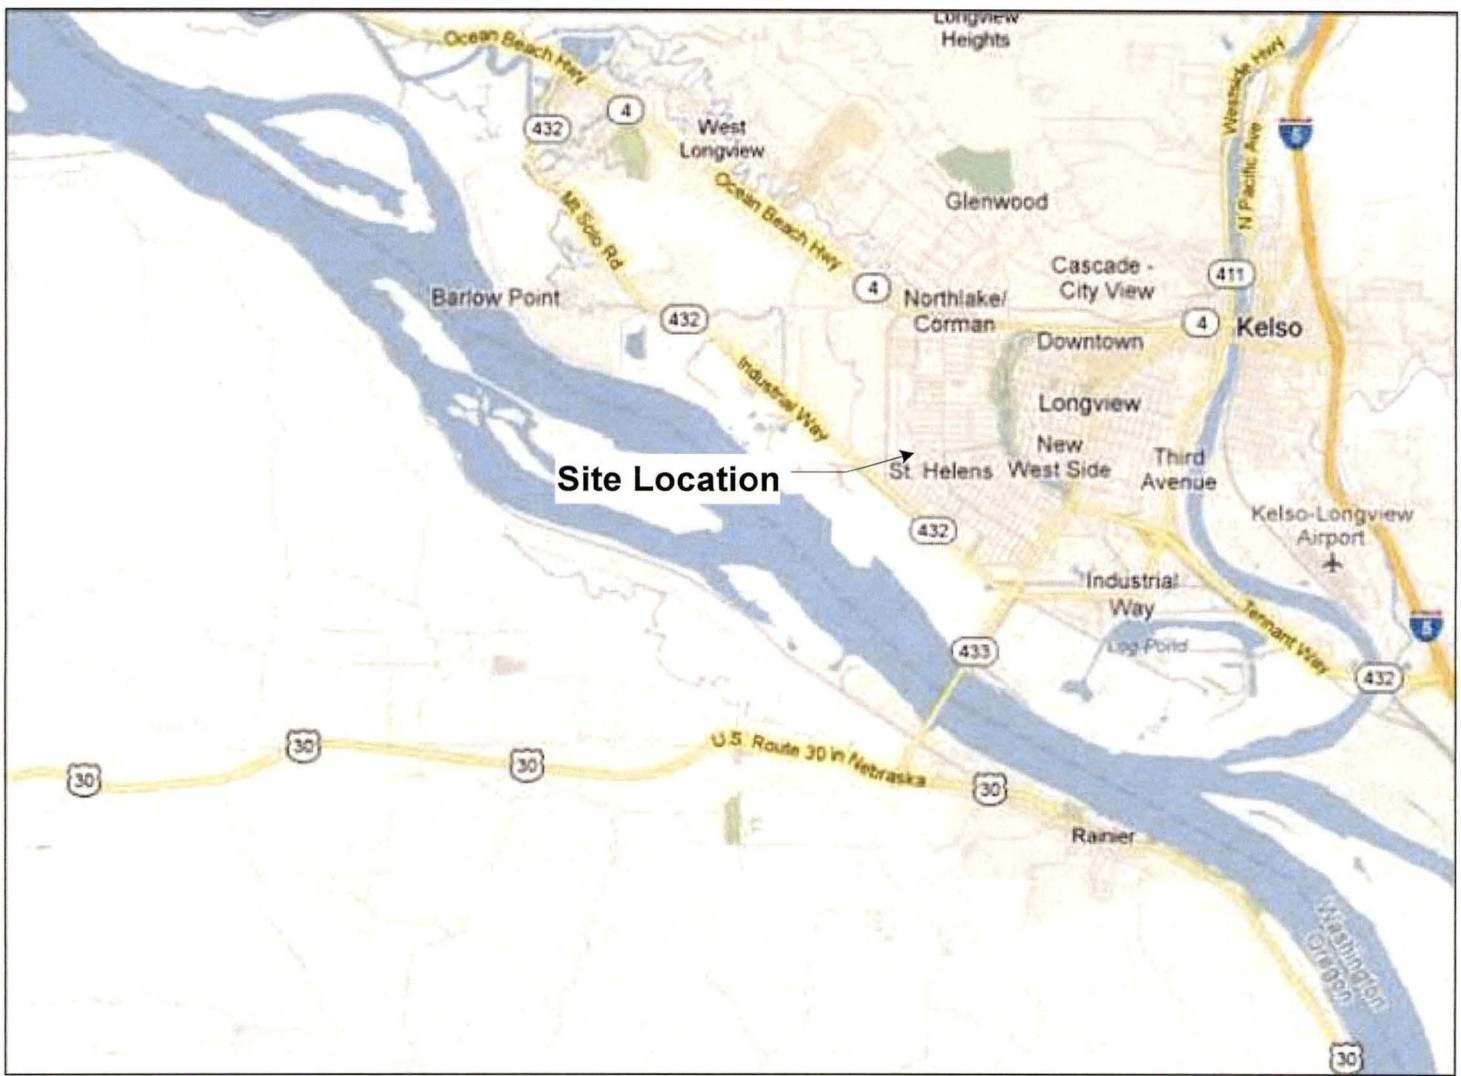 Longview
Heights
Ocean Beach Hwy
Westside Hwy
4
432
West
Longview
5
N Pacific Ave
Ocean Beach Hwy
Glenwood
Mt Solo Rd
Cascade -
City View
411
4
Barlow Point
Northlake/
Corman
432
4
Kelso
Downtown
Industrial Way
Longview
New
West Side
Site Location
St. Helens
Third
Avenue
Kelso-Longview
Airport
432
Industrial
Way
Tennant Way
5
Log Pond
433
432
U.S. Route 30 in Nebraska
30
30
30
30
Rainier
Washington
Oregon
30